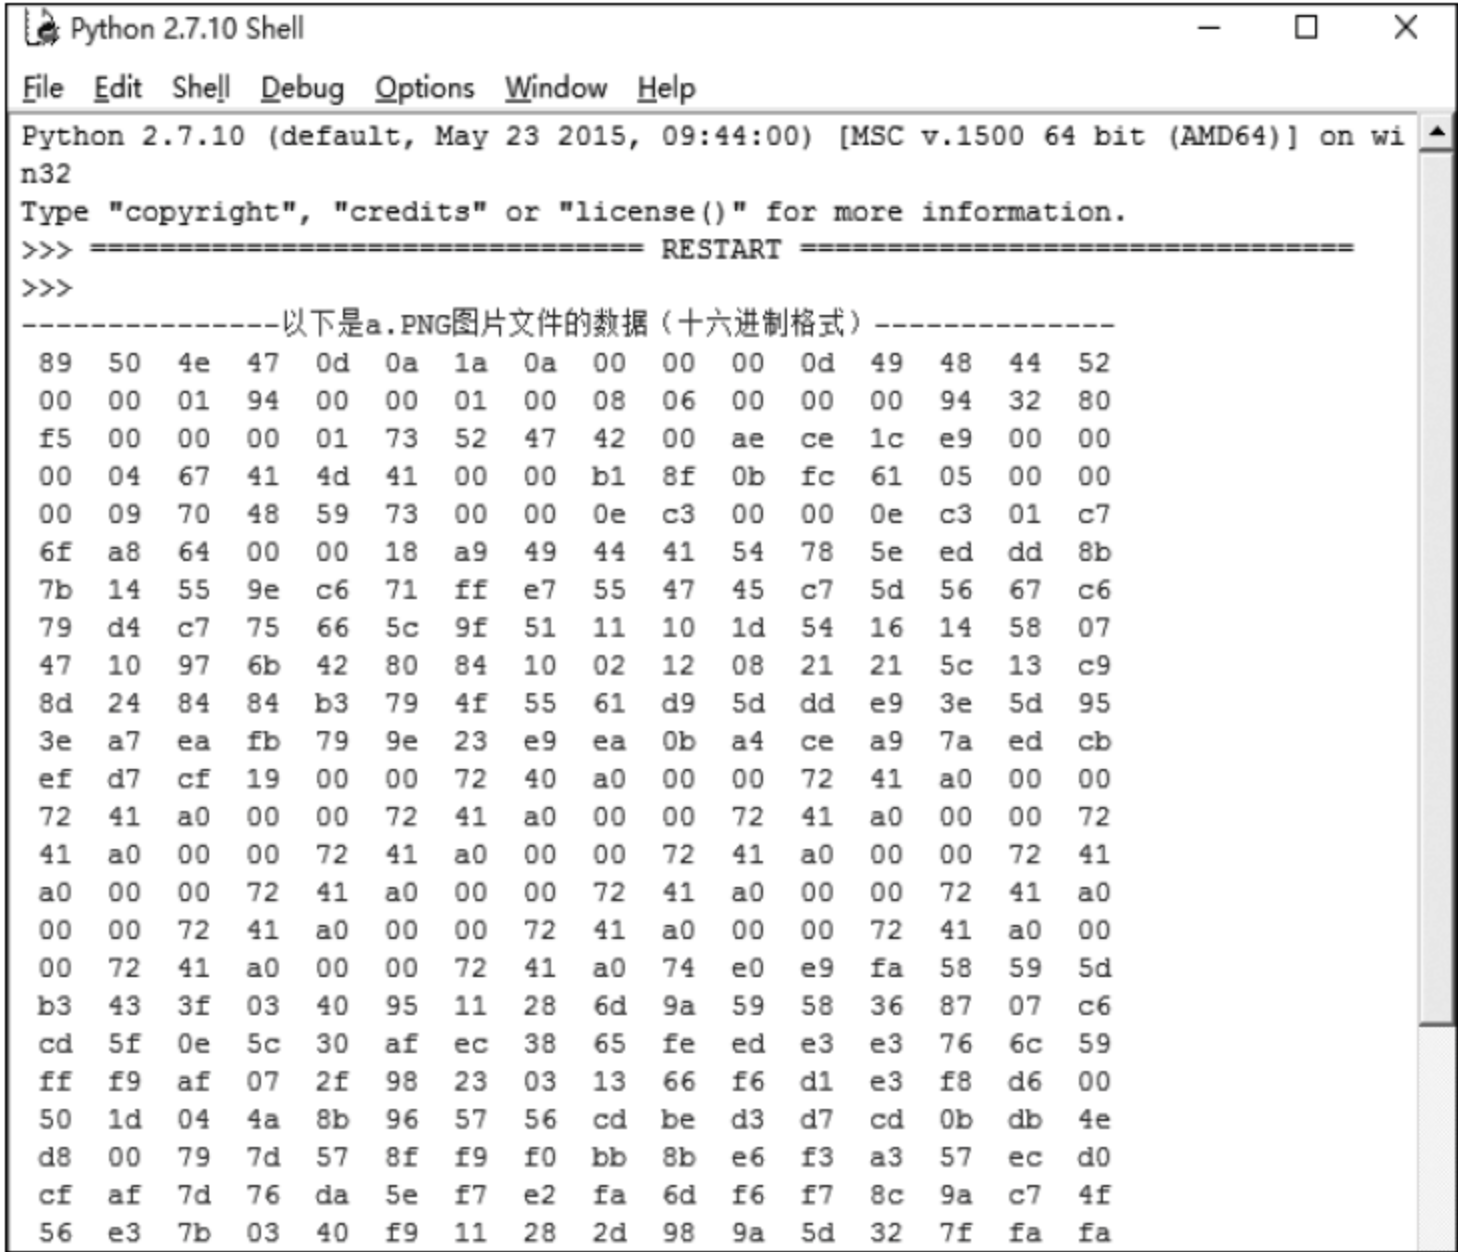 Python 2.7.10 Shell
File Edit Shell Debug Options Window Help
Python 2.7.10 (default, May 23 2015, 09:44:00) [MSC v.1500 64 bit (AMD64)] on wi
n32
Type "copyright", "credits" or "license()" for more information.
>>> ================================ RESTART ================================
>>>
---------------以下是a.PNG图片文件的数据（十六进制格式）--------------
89 50 4e 47 0d 0a 1a 0a 00 00 00 0d 49 48 44 52
00 00 01 94 00 00 01 00 08 06 00 00 00 94 32 80
f5 00 00 00 01 73 52 47 42 00 ae ce 1c e9 00 00
00 04 67 41 4d 41 00 00 b1 8f 0b fc 61 05 00 00
00 09 70 48 59 73 00 00 0e c3 00 00 0e c3 01 c7
6f a8 64 00 00 18 a9 49 44 41 54 78 5e ed dd 8b
7b 14 55 9e c6 71 ff e7 55 47 45 c7 5d 56 67 c6
79 d4 c7 75 66 5c 9f 51 11 10 1d 54 16 14 58 07
47 10 97 6b 42 80 84 10 02 12 08 21 21 5c 13 c9
8d 24 84 84 b3 79 4f 55 61 d9 5d dd e9 3e 5d 95
3e a7 ea fb 79 9e 23 e9 ea 0b a4 ce a9 7a ed cb
ef d7 cf 19 00 00 72 40 a0 00 00 72 41 a0 00 00
72 41 a0 00 00 72 41 a0 00 00 72 41 a0 00 00 72
41 a0 00 00 72 41 a0 00 00 72 41 a0 00 00 72 41
a0 00 00 72 41 a0 00 00 72 41 a0 00 00 72 41 a0
00 00 72 41 a0 00 00 72 41 a0 00 00 72 41 a0 00
00 72 41 a0 00 00 72 41 a0 74 e0 e9 fa 58 59 5d
b3 43 3f 03 40 95 11 28 6d 9a 59 58 36 87 07 c6
cd 5f 0e 5c 30 af ec 38 65 fe ed e3 e3 76 6c 59
ff f9 af 07 2f 98 23 03 13 66 f6 d1 e3 f8 d6 00
50 1d 04 4a 8b 96 57 56 cd be d3 d7 cd 0b db 4e
d8 00 79 7d 57 8f f9 f0 bb 8b e6 f3 a3 57 ec d0
cf af 7d 76 da 5e f7 e2 fa 6d f6 f7 8c 9a c7 4f
56 e3 7b 03 40 f9 11 28 2d 98 9a 5d 32 7f fa fa